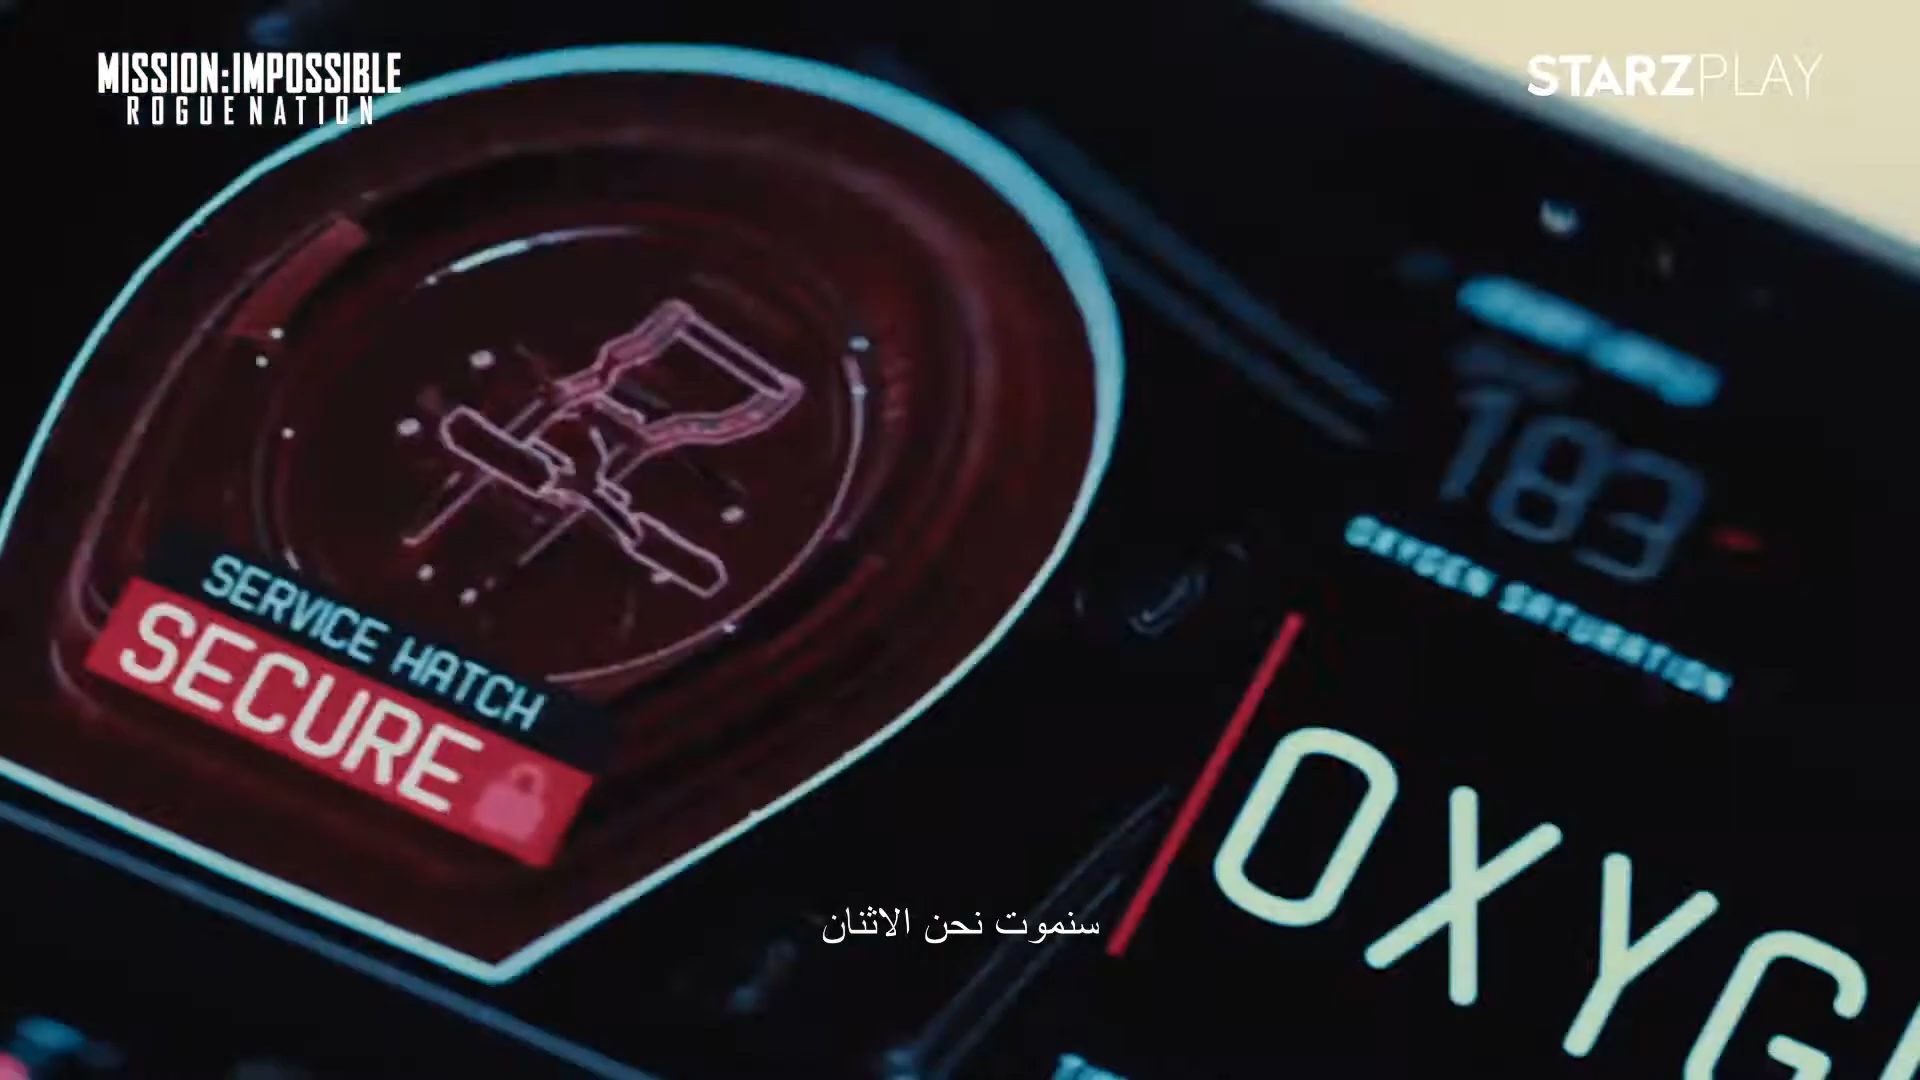 MISSION:IMPOSSIBLE
ROGUE NATION
STARZPLAY
183
OXYGEN SATURATION
SERVICE HATCH
SECURE
OXYG
سنموت نحن الاثنان